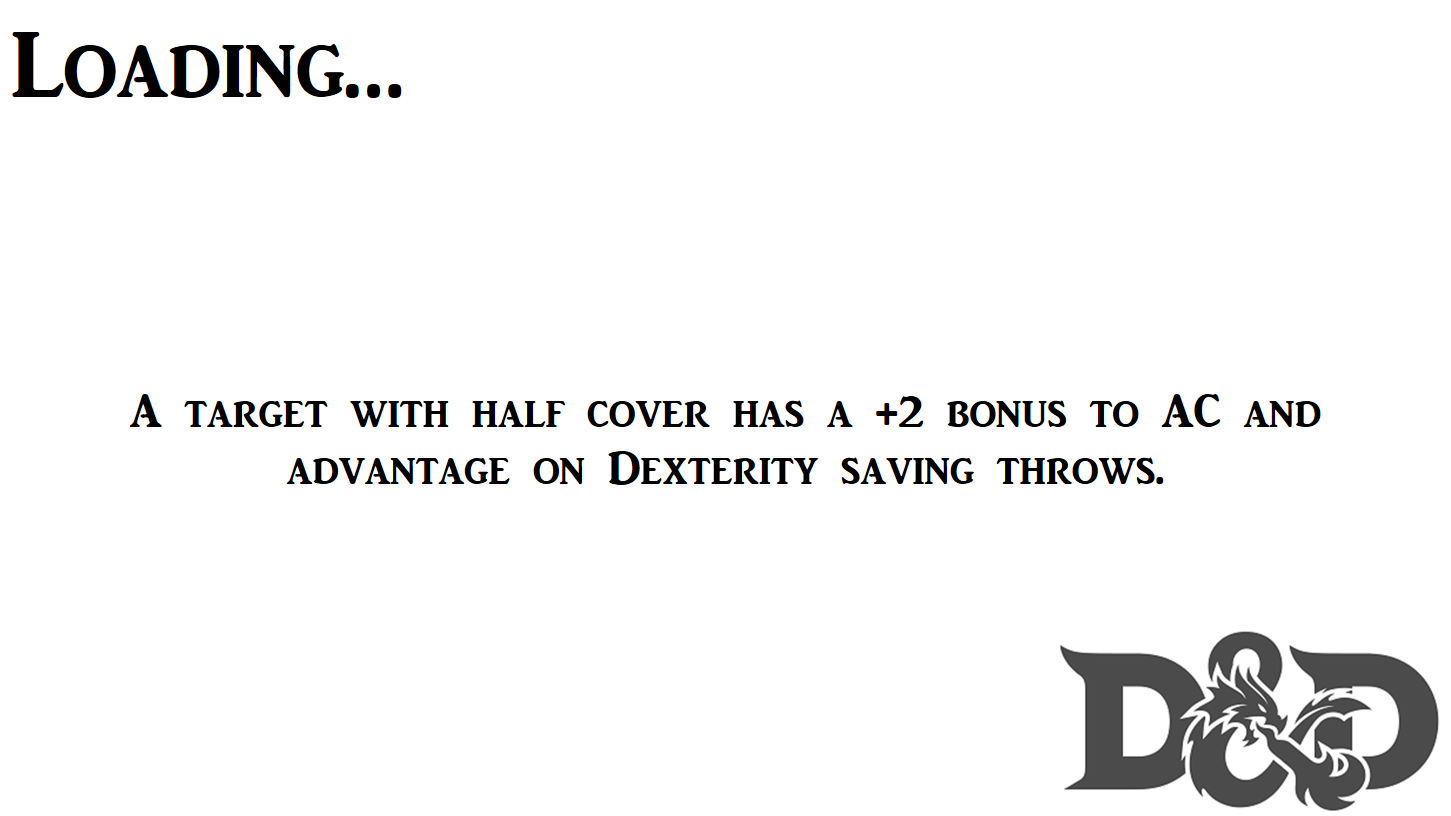 Loading...
A target with half cover has a +2 bonus to AC and
advantage on Dexterity saving throws.
D&D